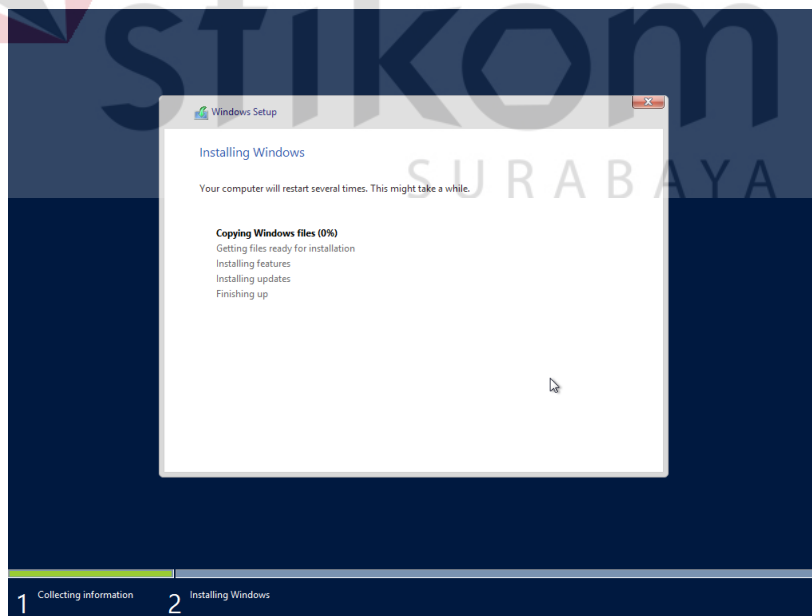 stikom
SURABAYA
Windows Setup
Installing Windows
Your computer will restart several times. This might take a while.
Copying Windows files (0%)
Getting files ready for installation
Installing features
Installing updates
Finishing up
1 Collecting information
2 Installing Windows